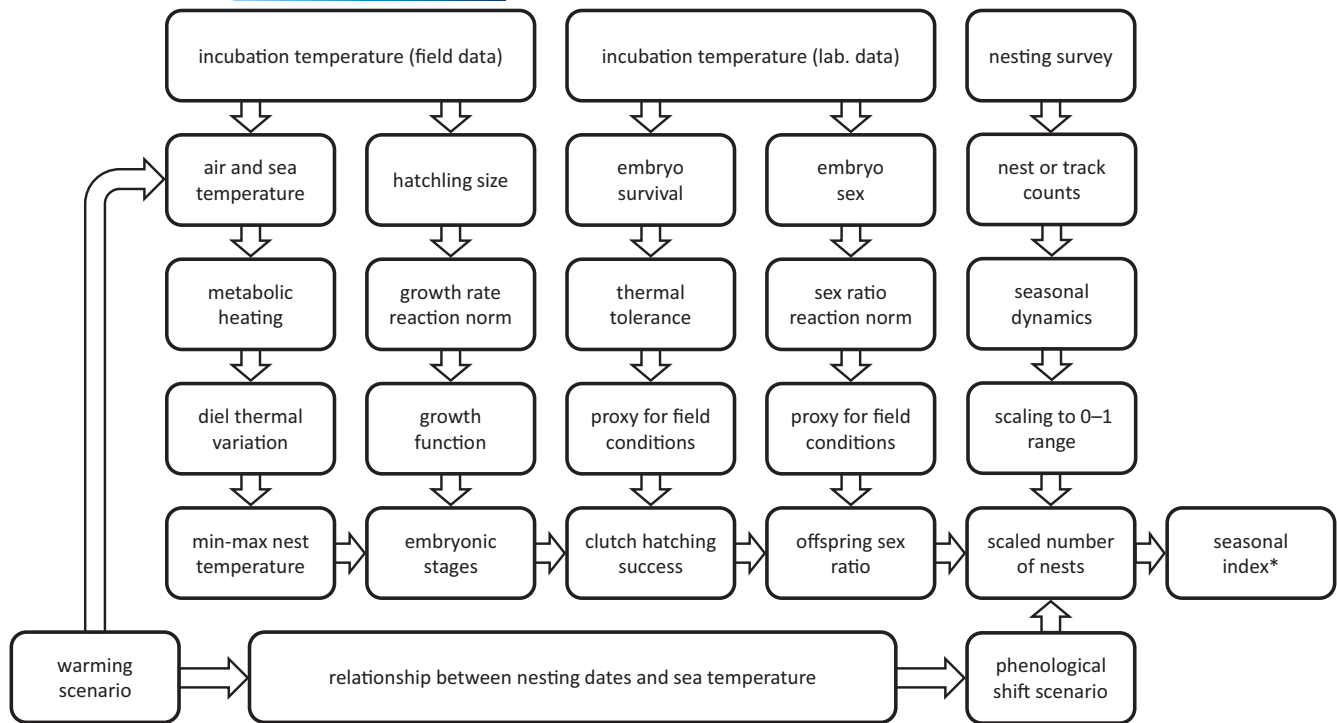 incubation temperature (field data)
incubation temperature (lab. data)
nesting survey
air and sea
temperature
hatchling size
embryo
survival
embryo
sex
nest or track
counts
metabolic
heating
growth rate
reaction norm
thermal
tolerance
sex ratio
reaction norm
seasonal
dynamics
diel thermal
variation
growth
function
proxy for field
conditions
proxy for field
conditions
scaling to 0–1
range
min-max nest
temperature
embryonic
stages
clutch hatching
success
offspring sex
ratio
scaled number
of nests
seasonal
index*
warming
scenario
relationship between nesting dates and sea temperature
phenological
shift scenario